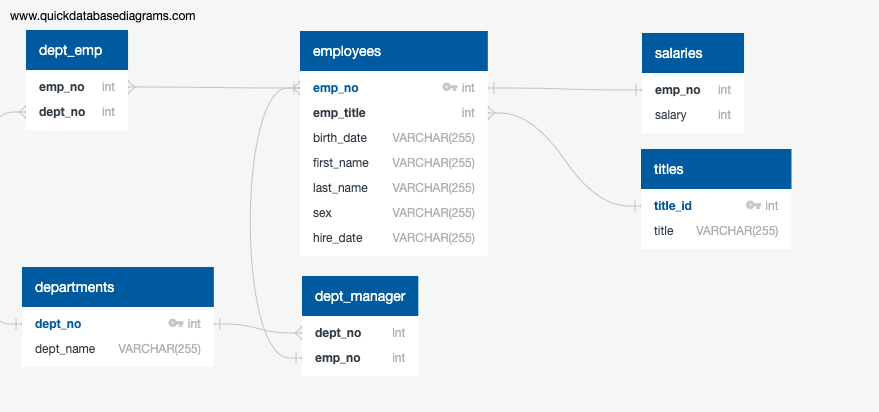 www.quickdatabasediagrams.com
dept_emp
emp_no int
dept_no int
employees
emp_no int
emp_title int
birth_date VARCHAR(255)
first_name VARCHAR(255)
last_name VARCHAR(255)
sex VARCHAR(255)
hire_date VARCHAR(255)
salaries
emp_no int
salary int
titles
title_id int
title VARCHAR(255)
departments
dept_no int
dept_name VARCHAR(255)
dept_manager
dept_no int
emp_no int